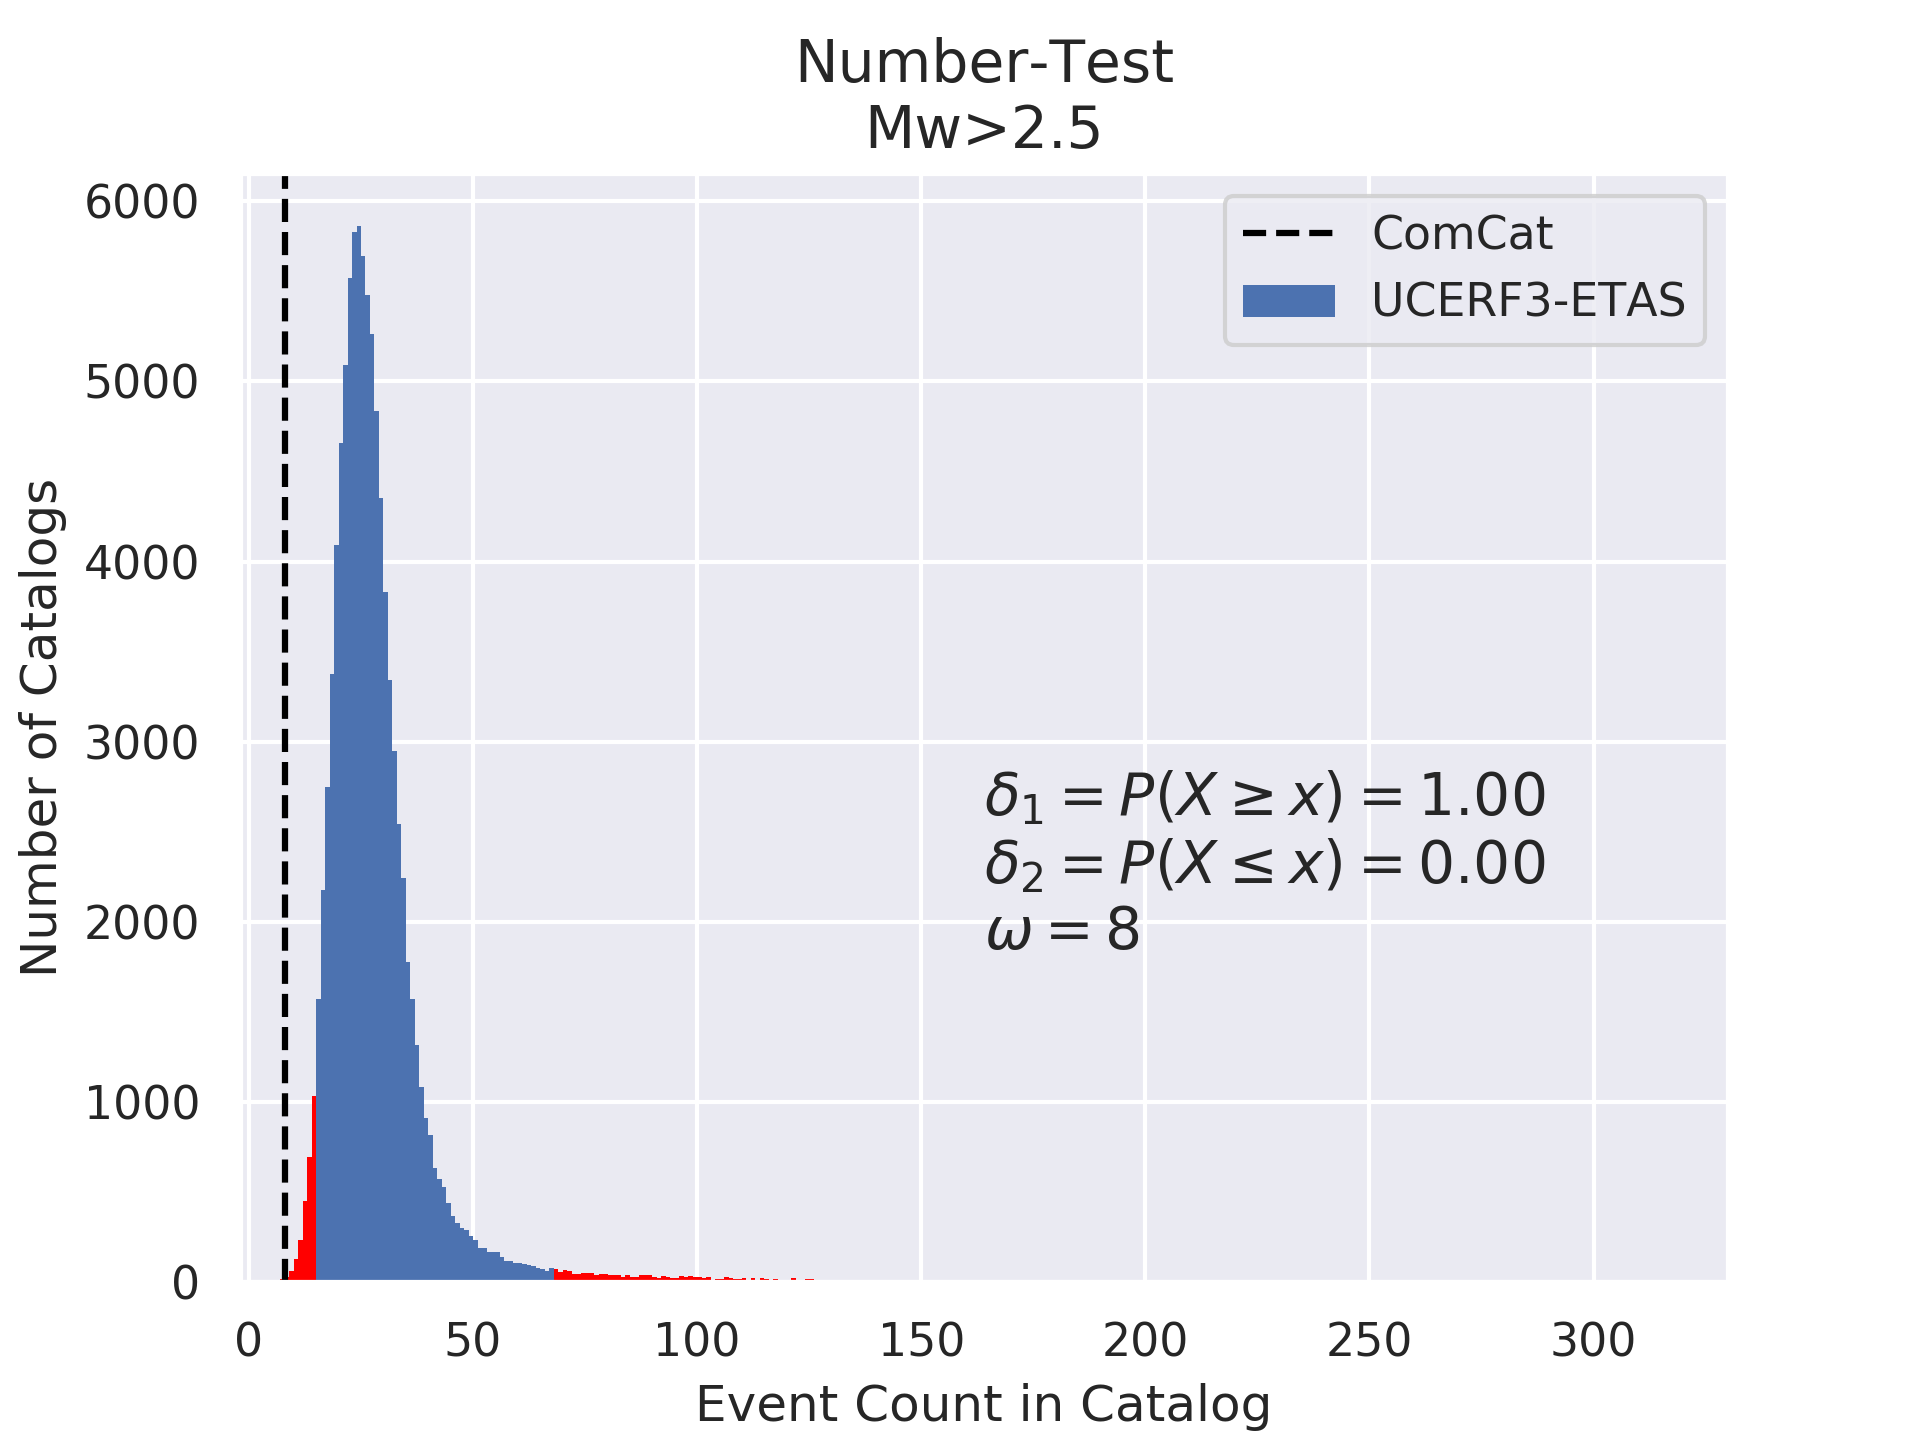 Number-Test
Mw>2.5
6000
5000
4000
3000
2000
1000
0
Number of Catalogs
ComCat
UCERF3-ETAS
δ₁ = P(X ≥ x) = 1.00
δ₂ = P(X ≤ x) = 0.00
ω = 8
0 50 100 150 200 250 300
Event Count in Catalog